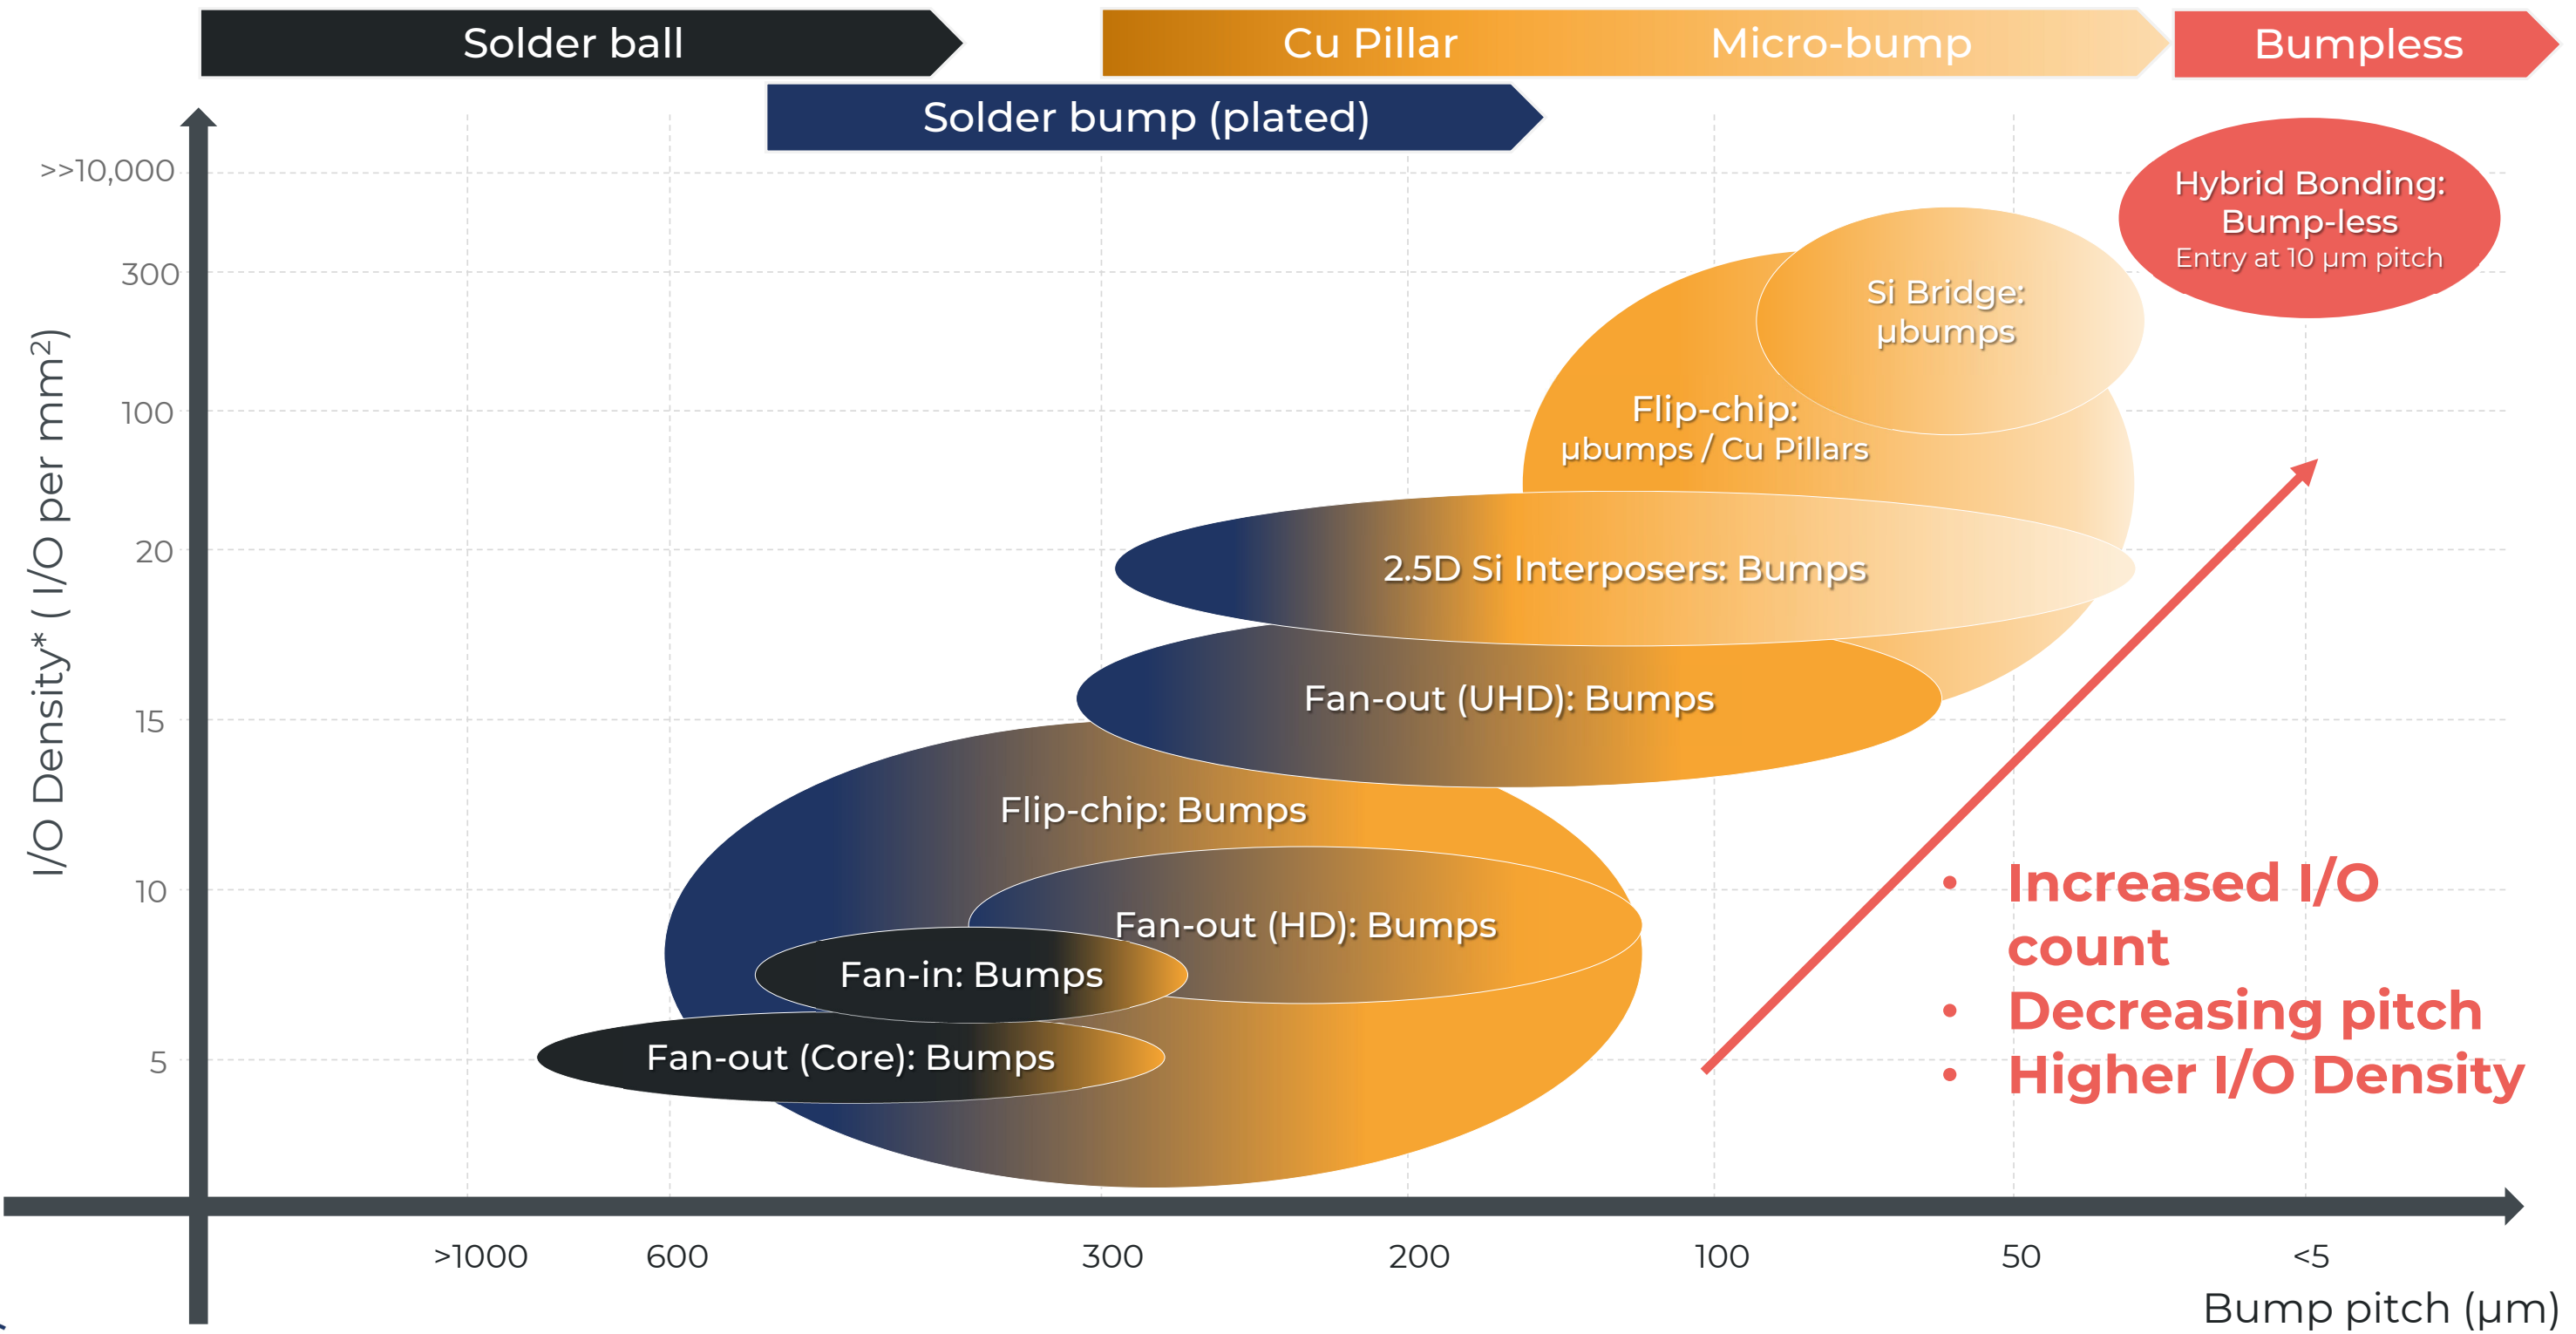 Solder ball
Cu Pillar
Micro-bump
Bumpless
Solder bump (plated)
I/O Density* ( I/O per mm²)
>>10,000
300
100
20
15
10
5
Hybrid Bonding:
Bump-less
Entry at 10 µm pitch
Si Bridge:
µbumps
Flip-chip:
µbumps / Cu Pillars
2.5D Si Interposers: Bumps
Fan-out (UHD): Bumps
Flip-chip: Bumps
Fan-out (HD): Bumps
Fan-in: Bumps
Fan-out (Core): Bumps
• Increased I/O
count
• Decreasing pitch
• Higher I/O Density
>1000
600
300
200
100
50
<5
Bump pitch (µm)